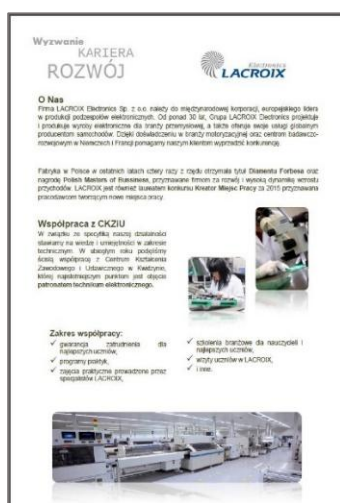 Wyzwanie
KARIERA
ROZWÓJ
Electronics
LACROIX
O Nas
Firma LACROIX Electronics Sp. z o.o. należy do międzynarodowej korporacji, europejskiego lidera
w produkcji podzespołów elektronicznych. Od ponad 30 lat, Grupa LACROIX Electronics projektuje
i produkuje wyroby elektroniczne dla branży przemysłowej, a także oferuje swoje usługi globalnym
producentom samochodów. Dzięki doświadczeniu w branży motoryzacyjnej oraz centrom badawczo-
rozwojowym w Niemczech i Francji pomagamy naszym klientom wyprzedzić konkurencję.
Fabryka w Polsce w ostatnich latach cztery razy z rzędu otrzymała tytuł Diamentu Forbesa oraz
nagrodę Polish Masters of Bussiness, przyznawane firmom za rozwój i wysoką dynamikę wzrostu
przychodów. LACROIX jest również laureatem konkursu Kreator Miejsc Pracy za 2015 przyznawana
pracodawcom tworzącym nowe miejsca pracy.
Współpraca z CKZiU
W związku ze specyfiką naszej działalności
stawiamy na wiedzę i umiejętności w zakresie
technicznym. W ubiegłym roku podjęliśmy
ścisłą współpracę z Centrum Kształcenia
Zawodowego i Ustawicznego w Kwidzynie,
której najistotniejszym punktem jest objęcie
patronatem technikum elektronicznego.
Zakres współpracy:
✓ gwarancja zatrudnienia dla
najlepszych uczniów,
✓ programy praktyk,
✓ zajęcia praktyczne prowadzone przez
specjalistów LACROIX,
✓ szkolenia branżowe dla nauczycieli i
najlepszych uczniów,
✓ wizyty uczniów w LACROIX,
✓ i inne.